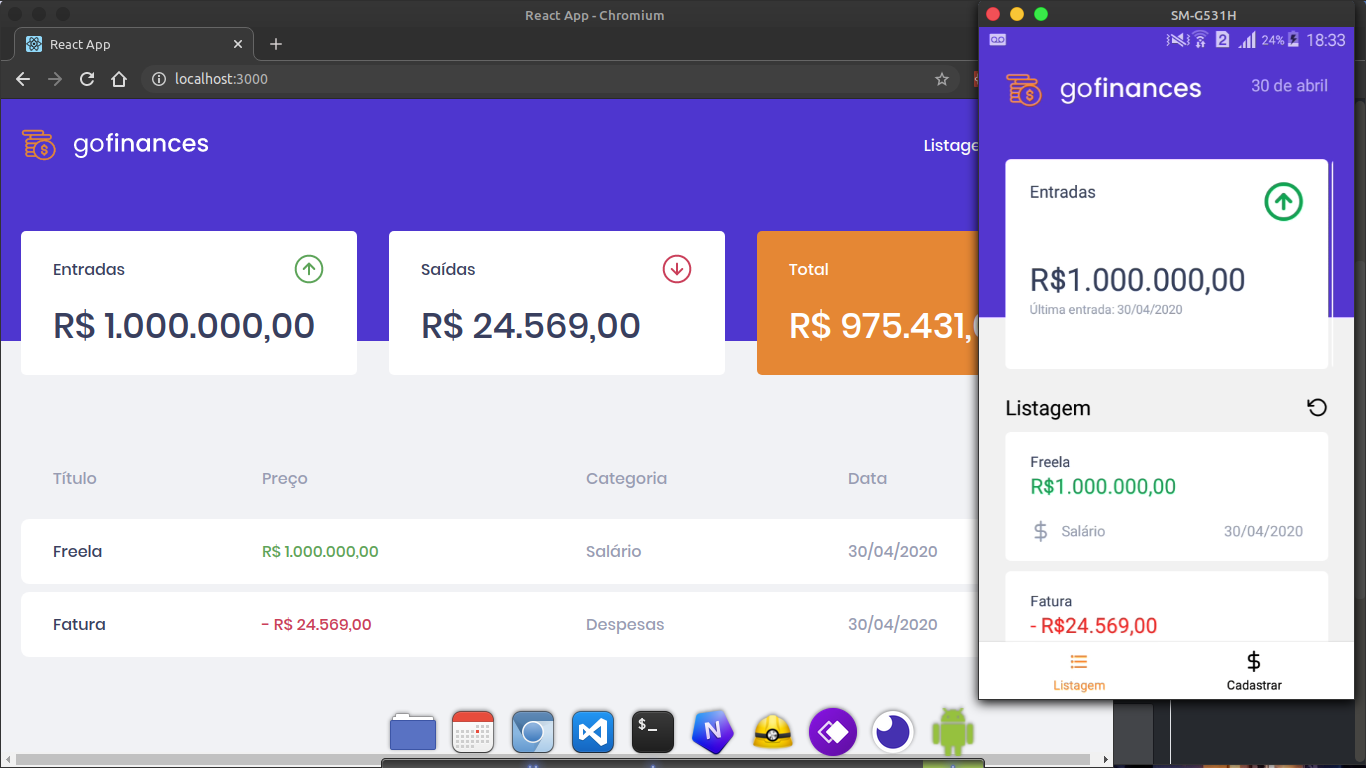 React App - Chromium
React App
localhost:3000
gofinances
Entradas
R$ 1.000.000,00
Saídas
R$ 24.569,00
Total
R$ 975.431,
Título Preço Categoria Data
Freela R$ 1.000.000,00 Salário 30/04/2020
Fatura - R$ 24.569,00 Despesas 30/04/2020
SM-G531H
2 24% 18:33
gofinances 30 de abril
Entradas
R$1.000.000,00
Última entrada: 30/04/2020
Listagem
Freela
R$1.000.000,00
$ Salário 30/04/2020
Fatura
- R$24.569,00
Listagem $ Cadastrar
$_
N